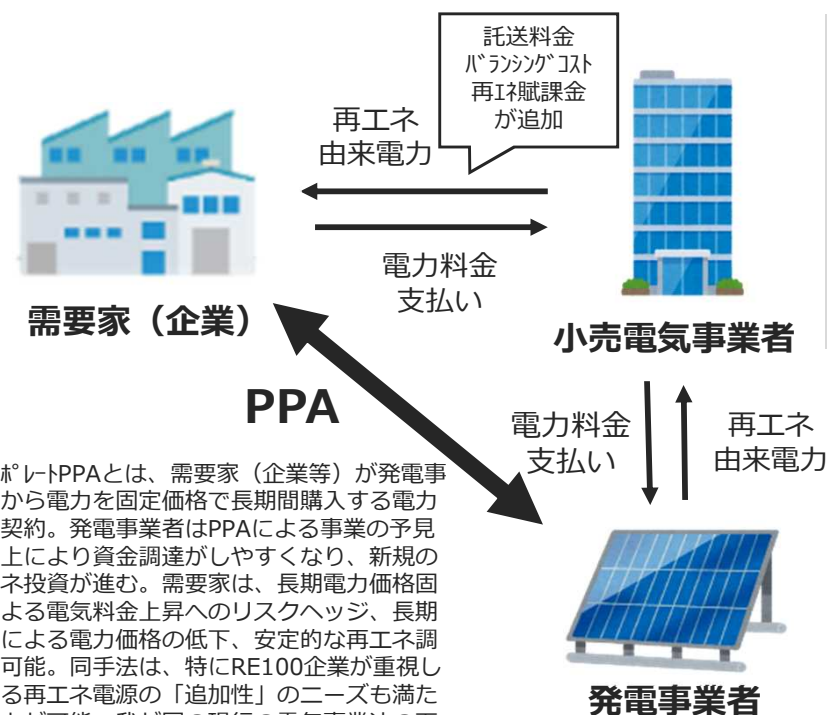 託送料金
ﾊﾞﾗﾝｼﾝｸﾞｺｽﾄ
再ｴﾈ賦課金
が追加
再エネ
由来電力
電力料金
支払い
需要家（企業）
小売電気事業者
PPA
電力料金
支払い
再エネ
由来電力
ﾎﾟﾚｰﾄPPAとは、需要家（企業等）が発電事
から電力を固定価格で長期間購入する電力
契約。発電事業者はPPAによる事業の予見
上により資金調達がしやすくなり、新規の
ネ投資が進む。需要家は、長期電力価格固
よる電気料金上昇へのリスクヘッジ、長期
による電力価格の低下、安定的な再エネ調
可能。同手法は、特にRE100企業が重視し
る再エネ電源の「追加性」のニーズも満た
発電事業者